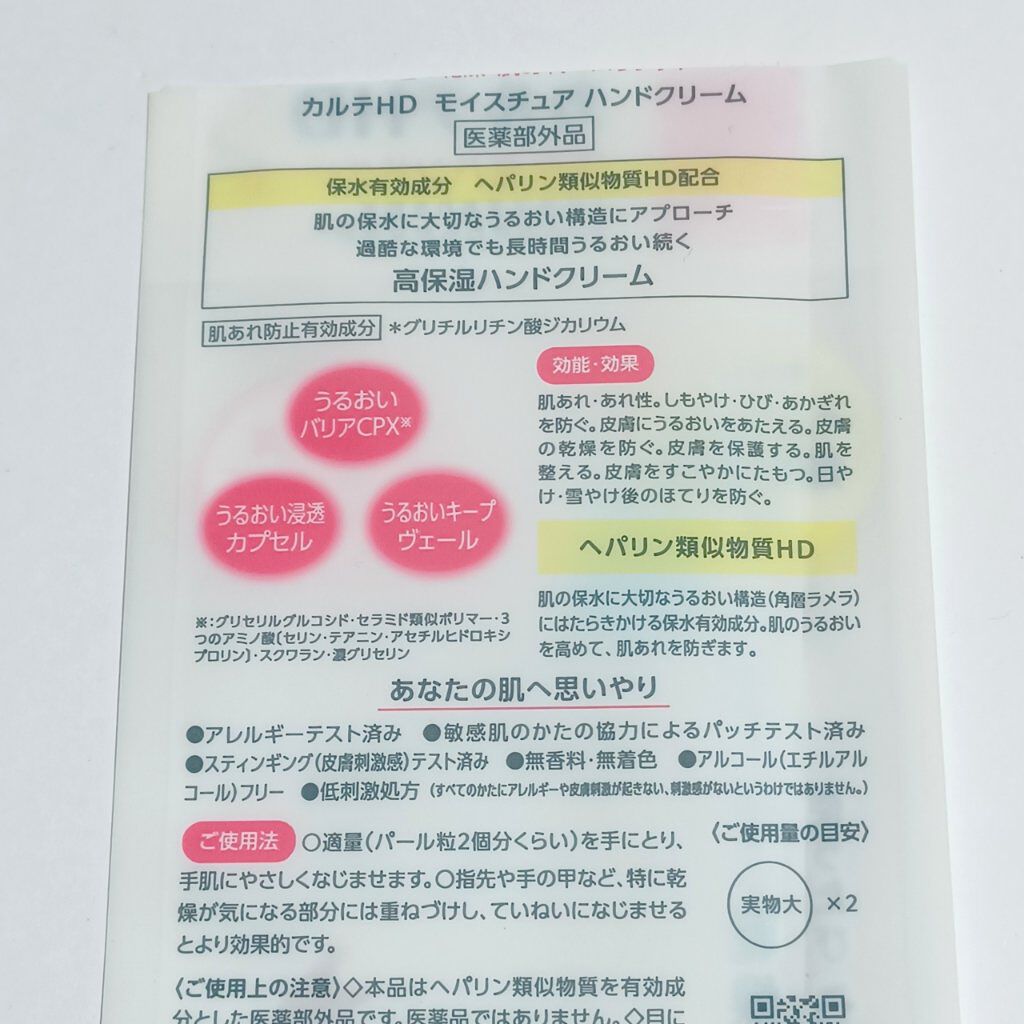 カルテHD モイスチュア ハンドクリーム
医薬部外品
保水有効成分 ヘパリン類似物質HD配合
肌の保水に大切なうるおい構造にアプローチ
過酷な環境でも長時間うるおい続く
高保湿ハンドクリーム
肌あれ防止有効成分 *グリチルリチン酸ジカリウム
うるおい
バリアCPX※
うるおい浸透
カプセル
うるおいキープ
ヴェール
※:グリセリルグルコシド・セラミド類似ポリマー・3
つのアミノ酸(セリン・テアニン・アセチルヒドロキシ
プロリン)・スクワラン・濃グリセリン
効能・効果
肌あれ・あれ性。しもやけ・ひび・あかぎれ
を防ぐ。皮膚にうるおいをあたえる。皮膚
の乾燥を防ぐ。皮膚を保護する。肌を
整える。皮膚をすこやかにたもつ。日や
け・雪やけ後のほてりを防ぐ。
ヘパリン類似物質HD
肌の保水に大切なうるおい構造(角層ラメラ)
にはたらきかける保水有効成分。肌のうるおい
を高めて、肌あれを防ぎます。
あなたの肌へ思いやり
●アレルギーテスト済み ●敏感肌のかたの協力によるパッチテスト済み
●スティンギング(皮膚刺激感)テスト済み ●無香料・無着色 ●アルコール(エチルアル
コール)フリー ●低刺激処方 (すべてのかたにアレルギーや皮膚刺激が起きない、刺激感がないというわけではありません。)
ご使用法 〇適量(パール粒2個分くらい)を手にとり、
手肌にやさしくなじませます。〇指先や手の甲など、特に乾
燥が気になる部分には重ねづけし、ていねいになじませる
とより効果的です。
〈ご使用量の目安〉
実物大 ×2
〈ご使用上の注意〉◇本品はヘパリン類似物質を有効成
分とした医薬部外品です。医薬品ではありません。◇目に